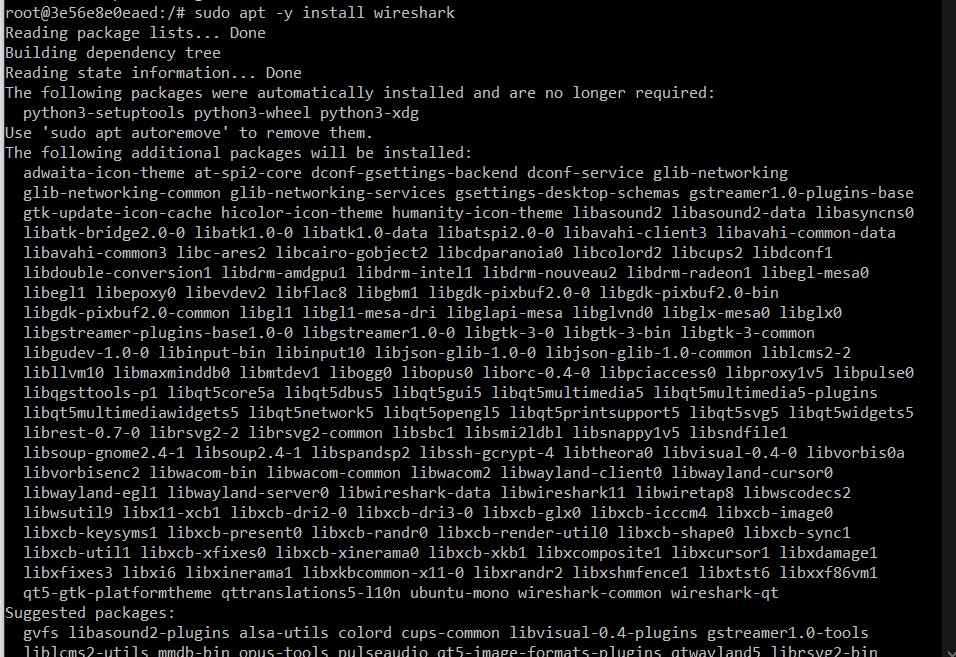 root@3e56e8e0eaed:/# sudo apt -y install wireshark
Reading package lists... Done
Building dependency tree
Reading state information... Done
The following packages were automatically installed and are no longer required:
python3-setuptools python3-wheel python3-xdg
Use 'sudo apt autoremove' to remove them.
The following additional packages will be installed:
adwaita-icon-theme at-spi2-core dconf-gsettings-backend dconf-service glib-networking
glib-networking-common glib-networking-services gsettings-desktop-schemas gstreamer1.0-plugins-base
gtk-update-icon-cache hicolor-icon-theme humanity-icon-theme libasound2 libasound2-data libasyncns0
libatk-bridge2.0-0 libatk1.0-0 libatk1.0-data libatspi2.0-0 libavahi-client3 libavahi-common-data
libavahi-common3 libc-ares2 libcairo-gobject2 libcdparanoia0 libcolord2 libcups2 libdconf1
libdouble-conversion1 libdrm-amdgpu1 libdrm-intel1 libdrm-nouveau2 libdrm-radeon1 libegl-mesa0
libegl1 libepoxy0 libevdev2 libflac8 libgbm1 libgdk-pixbuf2.0-0 libgdk-pixbuf2.0-bin
libgdk-pixbuf2.0-common libgl1 libgl1-mesa-dri libglapi-mesa libglvnd0 libglx-mesa0 libglx0
libgstreamer-plugins-base1.0-0 libgstreamer1.0-0 libgtk-3-0 libgtk-3-bin libgtk-3-common
libgudev-1.0-0 libinput-bin libinput10 libjson-glib-1.0-0 libjson-glib-1.0-common liblcms2-2
libllvm10 libmaxminddb0 libmtdev1 libogg0 libopus0 liborc-0.4-0 libpciaccess0 libproxy1v5 libpulse0
libqgsttools-p1 libqt5core5a libqt5dbus5 libqt5gui5 libqt5multimedia5 libqt5multimedia5-plugins
libqt5multimediawidgets5 libqt5network5 libqt5opengl5 libqt5printsupport5 libqt5svg5 libqt5widgets5
librest-0.7-0 librsvg2-2 librsvg2-common libsbc1 libsmi2ldbl libsnappy1v5 libsndfile1
libsoup-gnome2.4-1 libsoup2.4-1 libspandsp2 libssh-gcrypt-4 libtheora0 libvisual-0.4-0 libvorbis0a
libvorbisenc2 libwacom-bin libwacom-common libwacom2 libwayland-client0 libwayland-cursor0
libwayland-egl1 libwayland-server0 libwireshark-data libwireshark11 libwiretap8 libwscodecs2
libwsutil9 libx11-xcb1 libxcb-dri2-0 libxcb-dri3-0 libxcb-glx0 libxcb-icccm4 libxcb-image0
libxcb-keysyms1 libxcb-present0 libxcb-randr0 libxcb-render-util0 libxcb-shape0 libxcb-sync1
libxcb-util1 libxcb-xfixes0 libxcb-xinerama0 libxcb-xkb1 libxcomposite1 libxcursor1 libxdamage1
libxfixes3 libxi6 libxinerama1 libxkbcommon-x11-0 libxrandr2 libxshmfence1 libxtst6 libxxf86vm1
qt5-gtk-platformtheme qttranslations5-l10n ubuntu-mono wireshark-common wireshark-qt
Suggested packages:
gvfs libasound2-plugins alsa-utils colord cups-common libvisual-0.4-plugins gstreamer1.0-tools
liblcms2-utils mmdb-bin opus-tools pulseaudio qt5-image-formats-plugins qtwayland5 librsvg2-bin